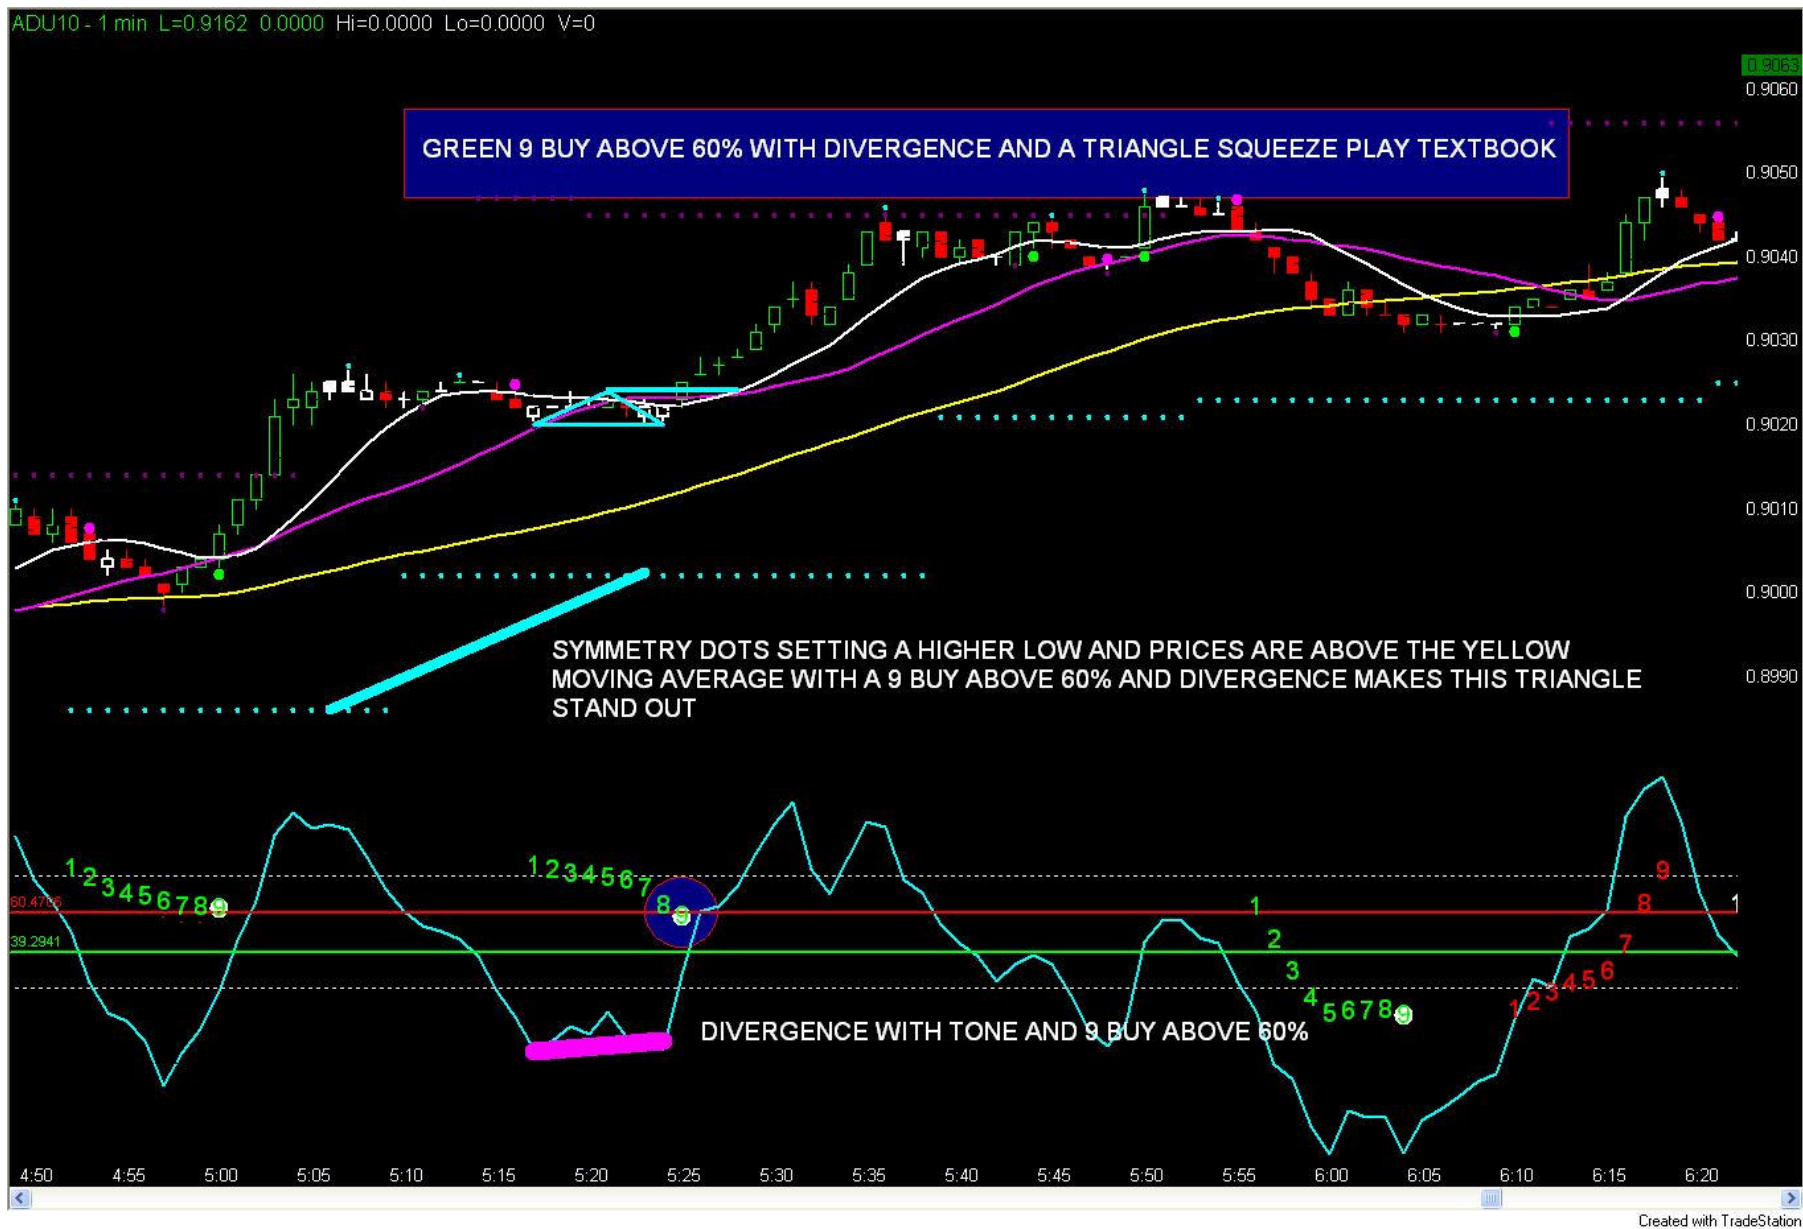 ADU10 - 1 min L=0.9162 0.0000 Hi=0.0000 Lo=0.0000 V=0
0.9063
0.9060
GREEN 9 BUY ABOVE 60% WITH DIVERGENCE AND A TRIANGLE SQUEEZE PLAY TEXTBOOK
0.9050
0.9040
0.9030
0.9020
0.9010
0.9000
SYMMETRY DOTS SETTING A HIGHER LOW AND PRICES ARE ABOVE THE YELLOW
MOVING AVERAGE WITH A 9 BUY ABOVE 60% AND DIVERGENCE MAKES THIS TRIANGLE
STAND OUT
0.8990
1 2 3 4 5 6 7 8 9
1 2 3 4 5 6 7 8 9
1 2 3 4 5 6 7 8 9
1 2 3 4 5 6 7 8 9
1
60.4706
39.2941
DIVERGENCE WITH TONE AND 9 BUY ABOVE 60%
4:50 4:55 5:00 5:05 5:10 5:15 5:20 5:25 5:30 5:35 5:40 5:45 5:50 5:55 6:00 6:05 6:10 6:15 6:20
Created with TradeStation